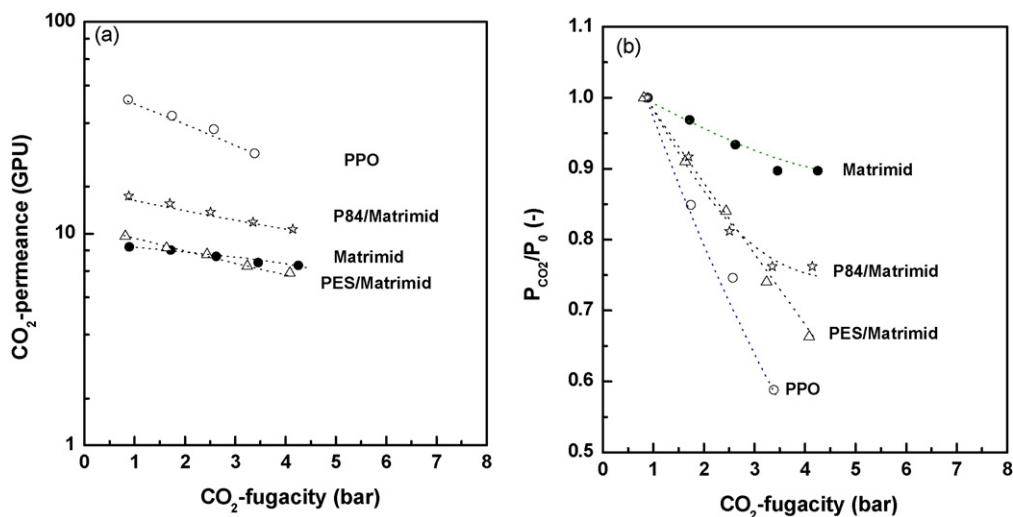 (a)
100
10
1
CO2-permeance (GPU)
PPO
P84/Matrimid
Matrimid
PES/Matrimid
0 1 2 3 4 5 6 7 8
CO2-fugacity (bar)
(b)
1.0
0.9
0.8
0.7
0.6
0.5
PCO2/P0 (-)
Matrimid
P84/Matrimid
PES/Matrimid
PPO
0 1 2 3 4 5 6 7 8
CO2-fugacity (bar)